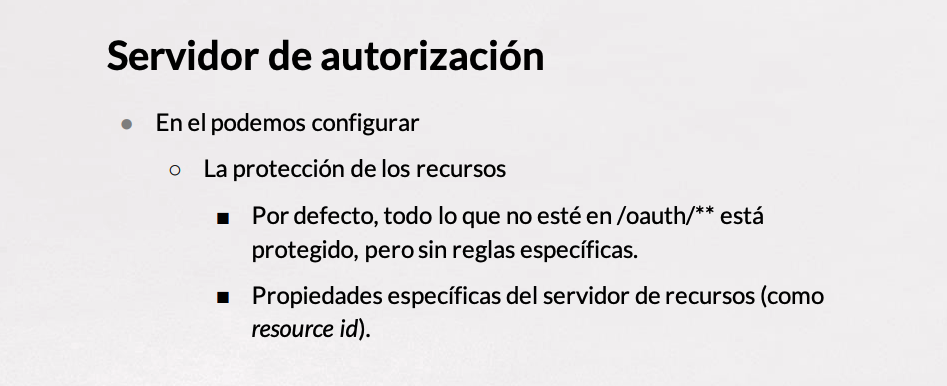 Servidor de autorización
● En el podemos configurar
○ La protección de los recursos
■ Por defecto, todo lo que no esté en /oauth/** está
protegido, pero sin reglas específicas.
■ Propiedades específicas del servidor de recursos (como
resource id).